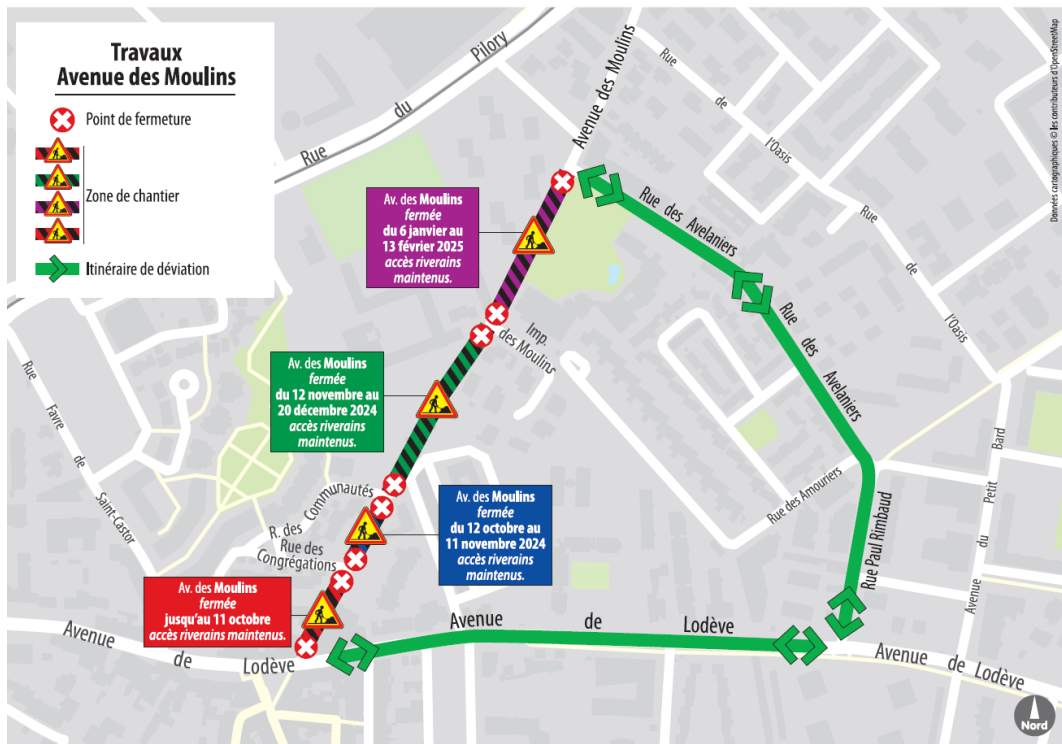 Travaux
Avenue des Moulins
Point de fermeture
Zone de chantier
Itinéraire de déviation
Rue du Pilory
Avenue des Moulins
Rue de l'Oasis
Rue de l'Oasis
Données cartographiques © les contributeurs d'OpenStreetMap
Av. des Moulins
fermée
du 6 janvier au
13 février 2025
accès riverains
maintenus.
Rue des Avelaniers
Rue des Avelaniers
Imp.
des Moulins
Av. des Moulins
fermée
du 12 novembre au
20 décembre 2024
accès riverains
maintenus.
Rue Favre de Saint-Castor
R. des Communautés
Rue des
Congrégations
Av. des Moulins
fermée
du 12 octobre au
11 novembre 2024
accès riverains
maintenus.
Rue des Amouriers
Rue Paul Rimbaud
Avenue du Petit Bard
Av. des Moulins
fermée
jusqu'au 11 octobre
accès riverains maintenus.
Avenue de Lodève
Avenue de Lodève
Avenue de Lodève
Nord